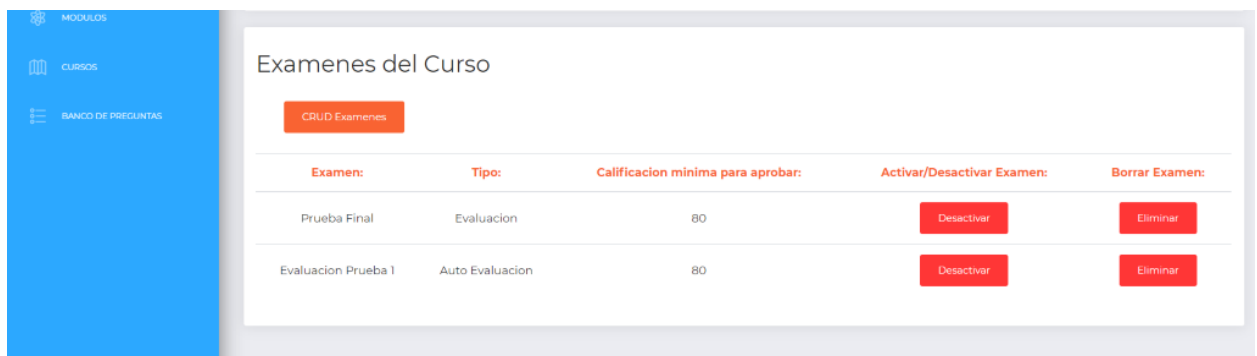 MODULOS
CURSOS
BANCO DE PREGUNTAS
Examenes del Curso
CRUD Examenes
Examen: Tipo: Calificacion minima para aprobar: Activar/Desactivar Examen: Borrar Examen:
Prueba Final Evaluacion 80 Desactivar Eliminar
Evaluacion Prueba 1 Auto Evaluacion 80 Desactivar Eliminar